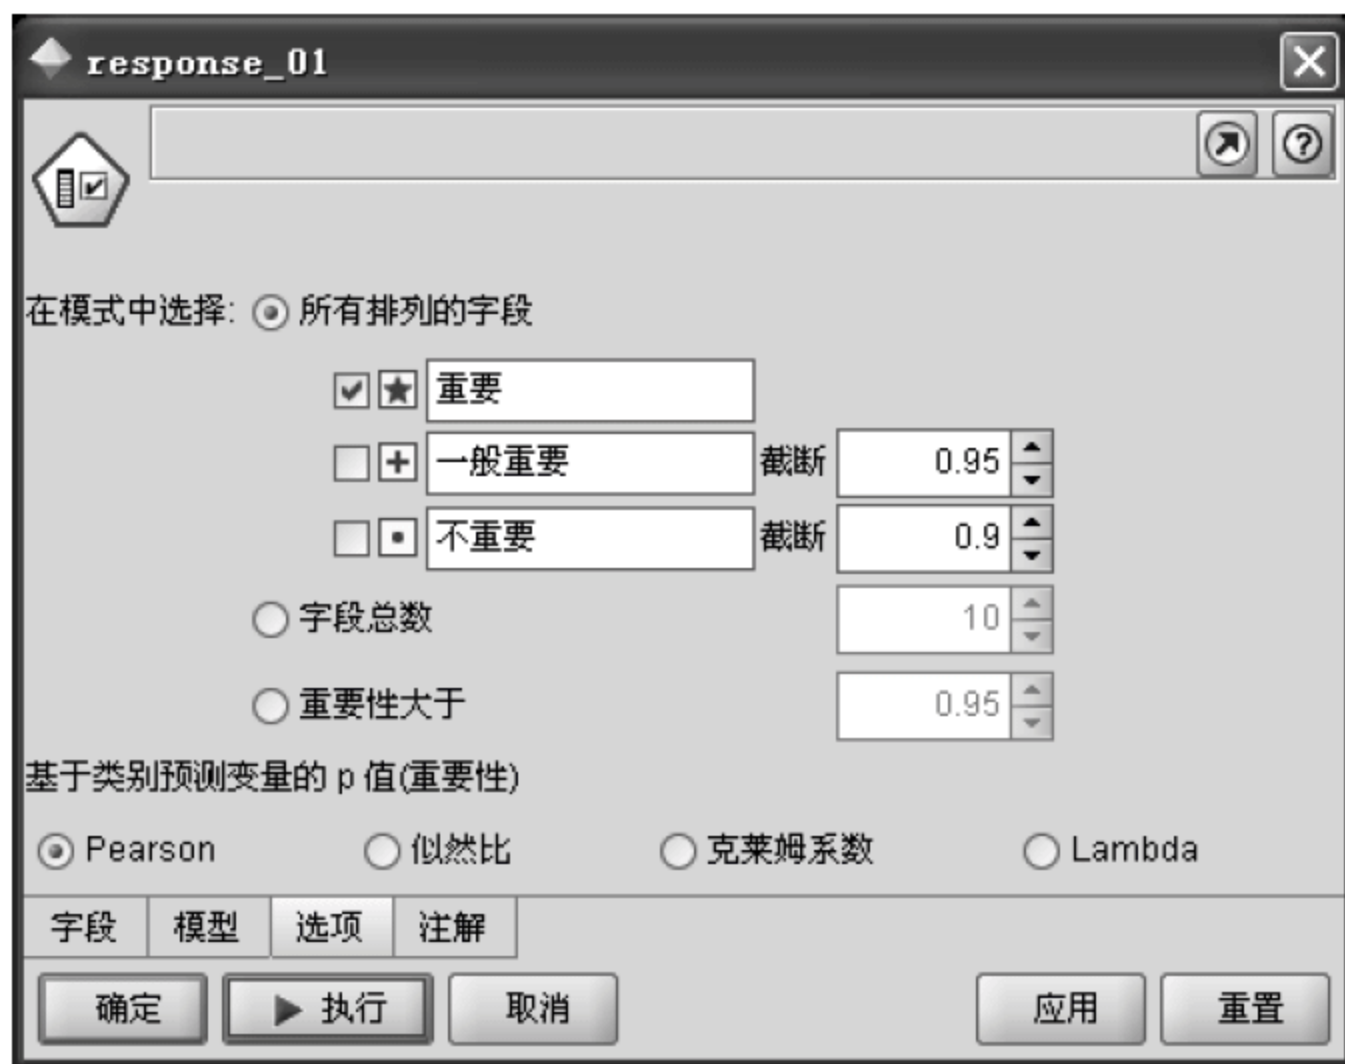 response_01
在模式中选择: 所有排列的字段
重要
一般重要 截断 0.95
不重要 截断 0.9
字段总数 10
重要性大于 0.95
基于类别预测变量的 p 值(重要性)
Pearson 似然比 克莱姆系数 Lambda
字段 模型 选项 注解
确定 执行 取消 应用 重置